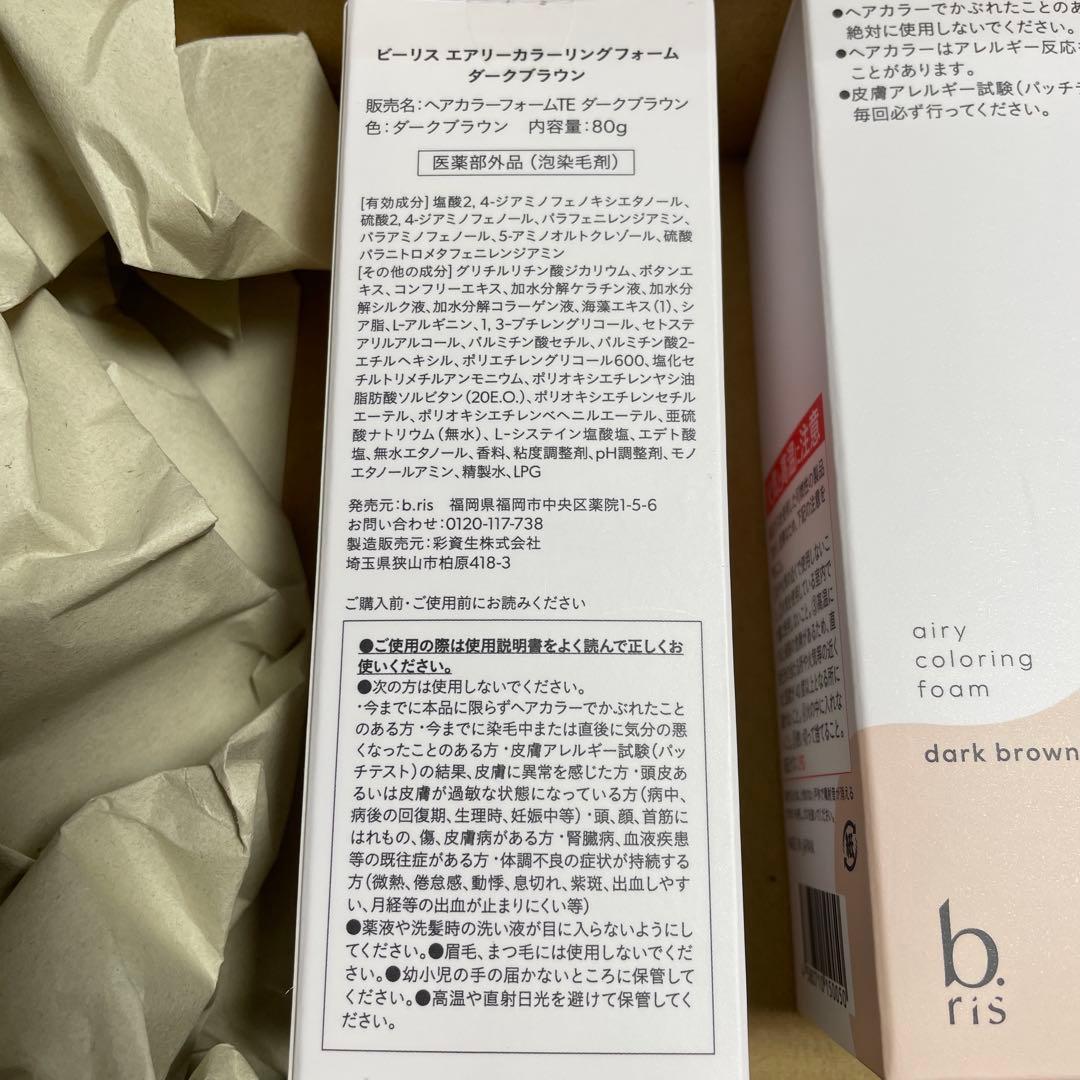 ビーリス エアリーカラーリングフォーム
ダークブラウン
販売名：ヘアカラーフォームTE ダークブラウン
色：ダークブラウン　内容量：80g
医薬部外品（泡染毛剤）
[有効成分] 塩酸2, 4-ジアミノフェノキシエタノール、
硫酸2, 4-ジアミノフェノール、パラフェニレンジアミン、
パラアミノフェノール、5-アミノオルトクレゾール、硫酸
パラニトロメタフェニレンジアミン
[その他の成分] グリチルリチン酸ジカリウム、ボタンエ
キス、コンフリーエキス、加水分解ケラチン液、加水分
解シルク液、加水分解コラーゲン液、海藻エキス（1）、シ
ア脂、L-アルギニン、1, 3-ブチレングリコール、セトステ
アリルアルコール、パルミチン酸セチル、パルミチン酸2-
エチルヘキシル、ポリエチレングリコール600、塩化セ
チルトリメチルアンモニウム、ポリオキシエチレンヤシ油
脂肪酸ソルビタン（20E.O.）、ポリオキシエチレンセチル
エーテル、ポリオキシエチレンベヘニルエーテル、亜硫
酸ナトリウム（無水）、L-システイン塩酸塩、エデト酸
塩、無水エタノール、香料、粘度調整剤、pH調整剤、モノ
エタノールアミン、精製水、LPG
発売元：b.ris　福岡県福岡市中央区薬院1-5-6
お問い合わせ：0120-117-738
製造販売元：彩資生株式会社
埼玉県狭山市柏原418-3
ご購入前・ご使用前にお読みください
●ご使用の際は使用説明書をよく読んで正しくお
使いください。
●次の方は使用しないでください。
・今までに本品に限らずヘアカラーでかぶれたこと
のある方・今までに染毛中または直後に気分の悪
くなったことのある方・皮膚アレルギー試験（パッ
チテスト）の結果、皮膚に異常を感じた方・頭皮あ
るいは皮膚が過敏な状態になっている方（病中、
病後の回復期、生理時、妊娠中等）・頭、顔、首筋に
はれもの、傷、皮膚病がある方・腎臓病、血液疾患
等の既往症がある方・体調不良の症状が持続する
方（微熱、倦怠感、動悸、息切れ、紫斑、出血しやす
い、月経等の出血が止まりにくい等）
●薬液や洗髪時の洗い液が目に入らないようにし
てください。●眉毛、まつ毛には使用しないでくだ
さい。●幼小児の手の届かないところに保管して
ください。●高温や直射日光を避けて保管してく
ださい。
●ヘアカラーでかぶれたことのあ
絶対に使用しないでください。
●ヘアカラーはアレルギー反応
ことがあります。
●皮膚アレルギー試験（パッチ
毎回必ず行ってください。
airy
coloring
foam
dark brown
b.
ris